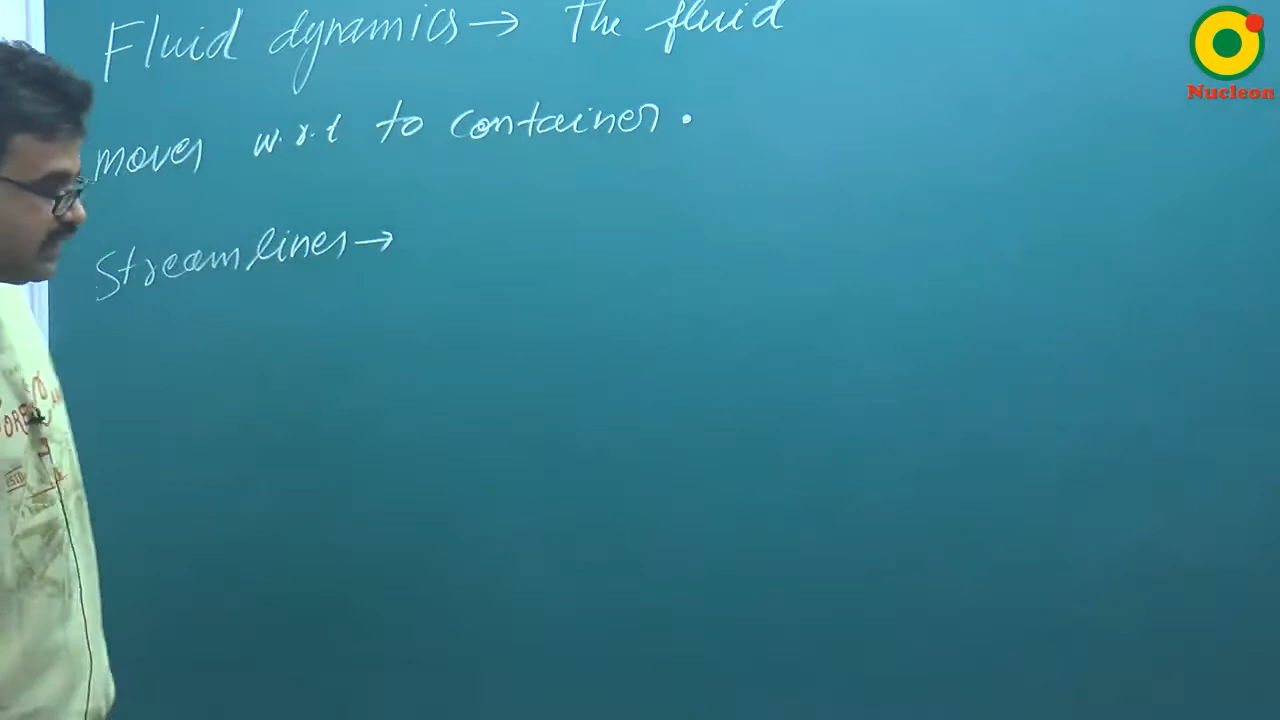 Fluid dynamics → The fluid
moves w.r.t to container.
Streamlines →
Nucleon